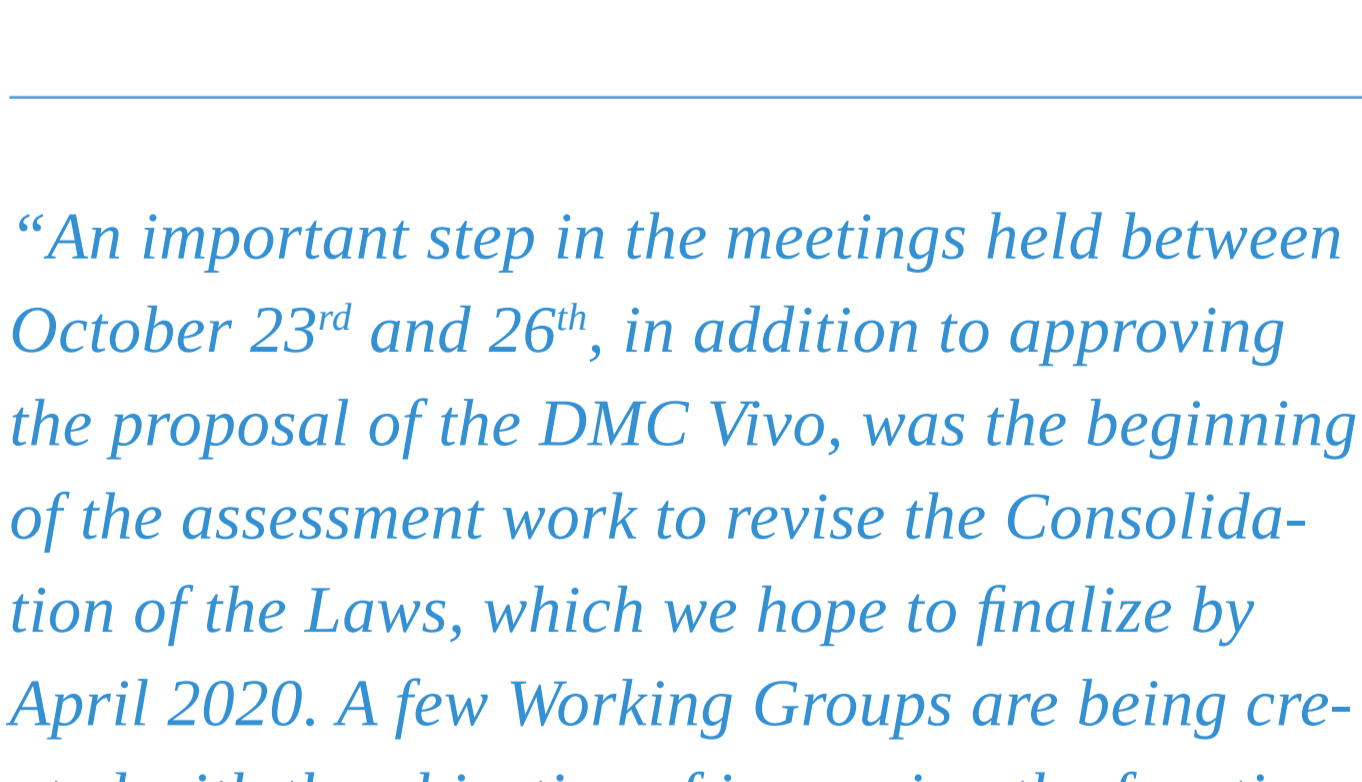 “An important step in the meetings held between
October 23rd and 26th, in addition to approving
the proposal of the DMC Vivo, was the beginning
of the assessment work to revise the Consolida-
tion of the Laws, which we hope to finalize by
April 2020. A few Working Groups are being cre-